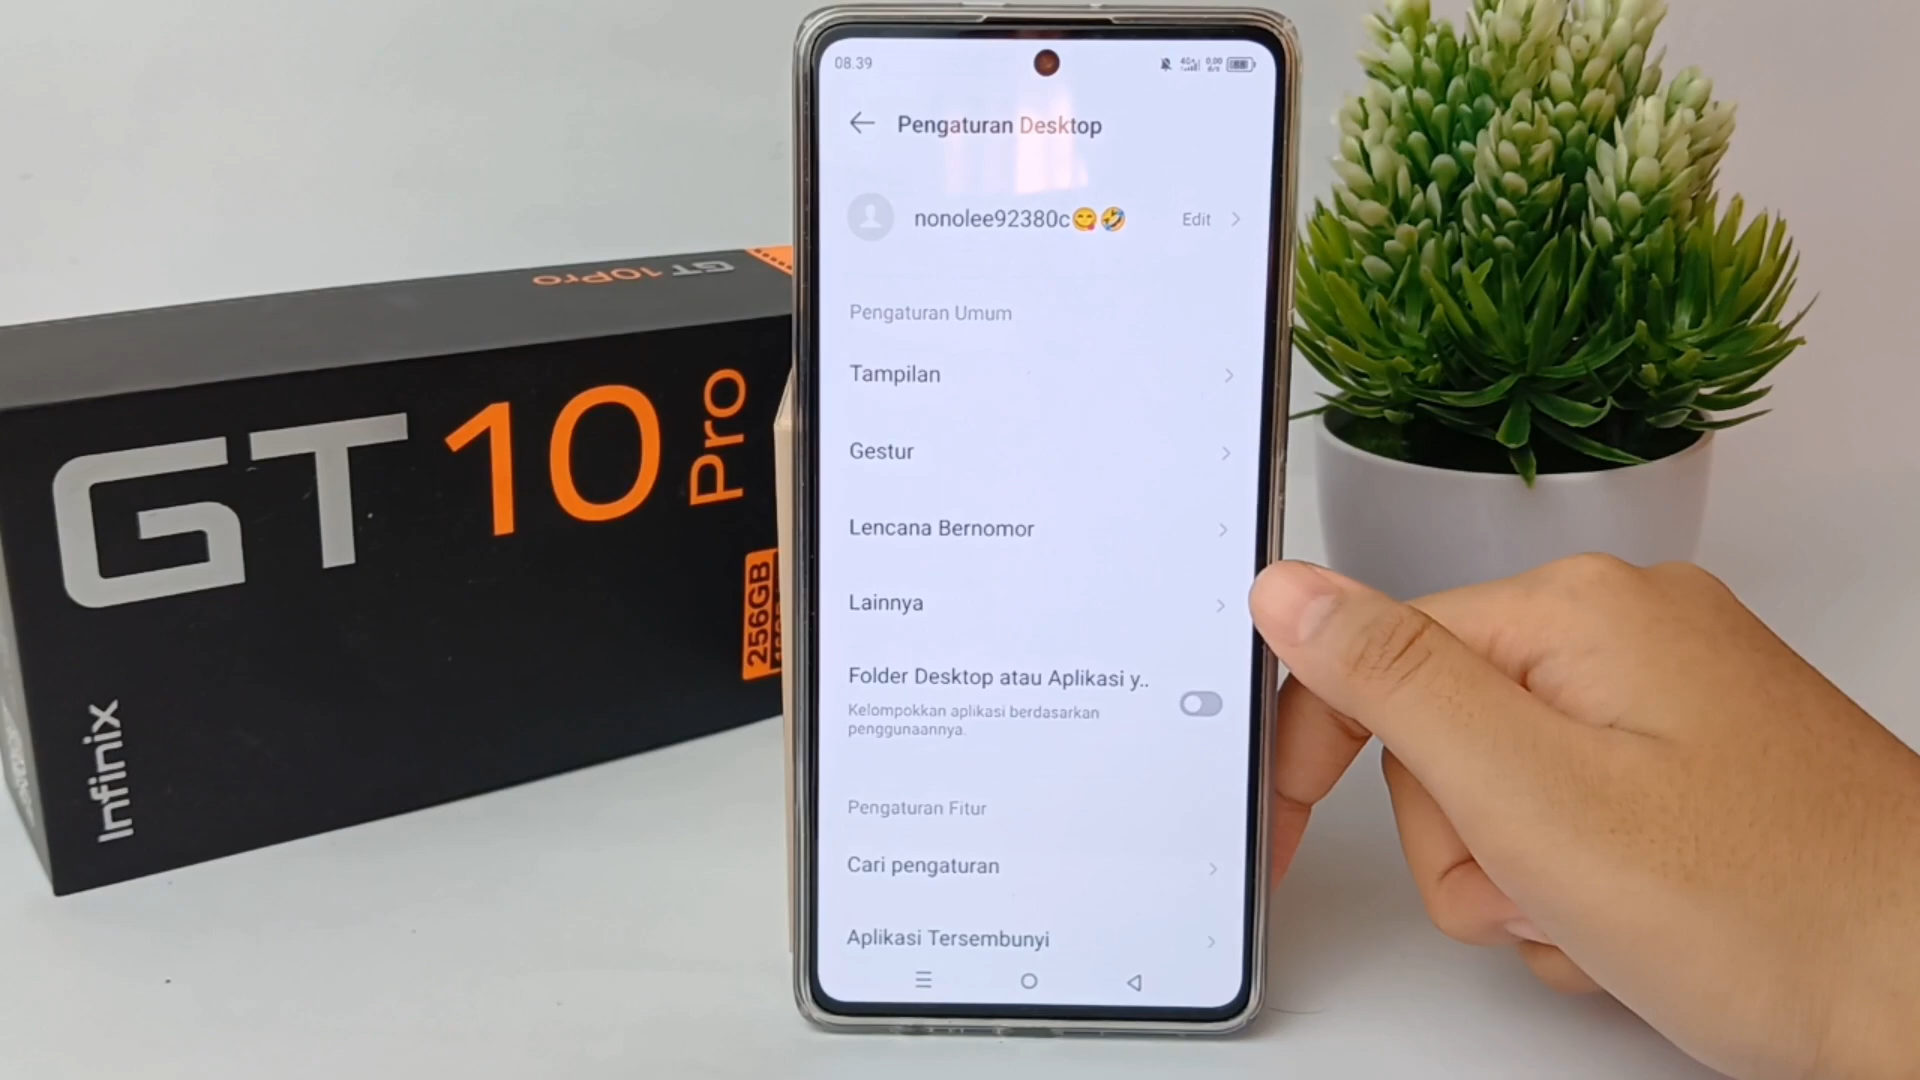 08.39
Pengaturan Desktop
nonolee92380c😋🤣
Edit
Pengaturan Umum
Tampilan
Gestur
Lencana Bernomor
Lainnya
Folder Desktop atau Aplikasi y..
Kelompokkan aplikasi berdasarkan
penggunaannya.
Pengaturan Fitur
Cari pengaturan
Aplikasi Tersembunyi
GT 10Pro
GT 10 Pro
256GB
Infinix